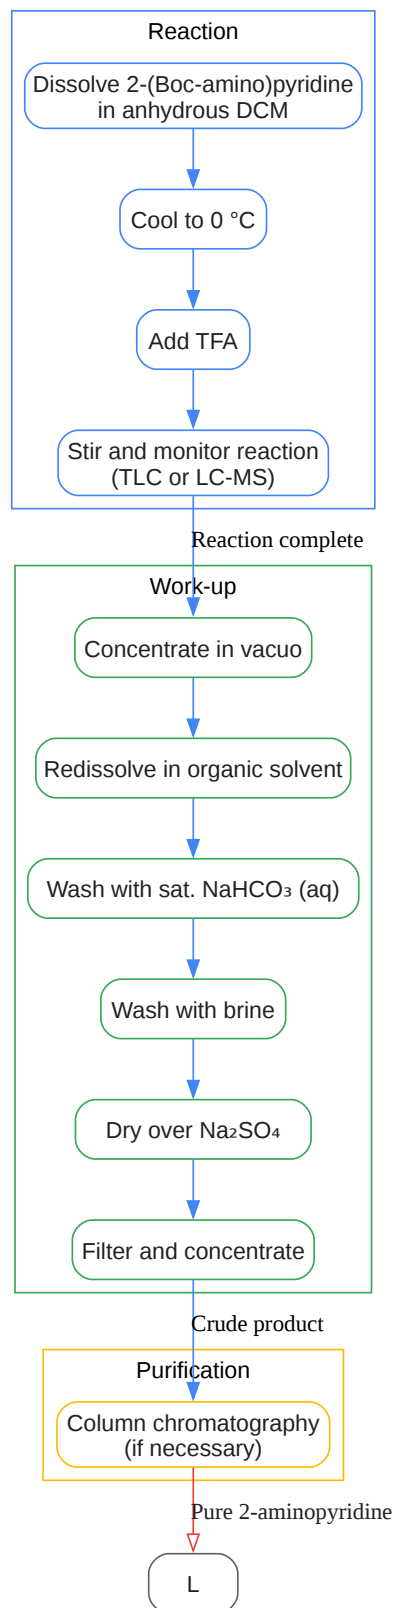 Reaction
Dissolve 2-(Boc-amino)pyridine
in anhydrous DCM
Cool to 0 °C
Add TFA
Stir and monitor reaction
(TLC or LC-MS)
Reaction complete
Work-up
Concentrate in vacuo
Redissolve in organic solvent
Wash with sat. NaHCO₃ (aq)
Wash with brine
Dry over Na₂SO₄
Filter and concentrate
Crude product
Purification
Column chromatography
(if necessary)
Pure 2-aminopyridine
L